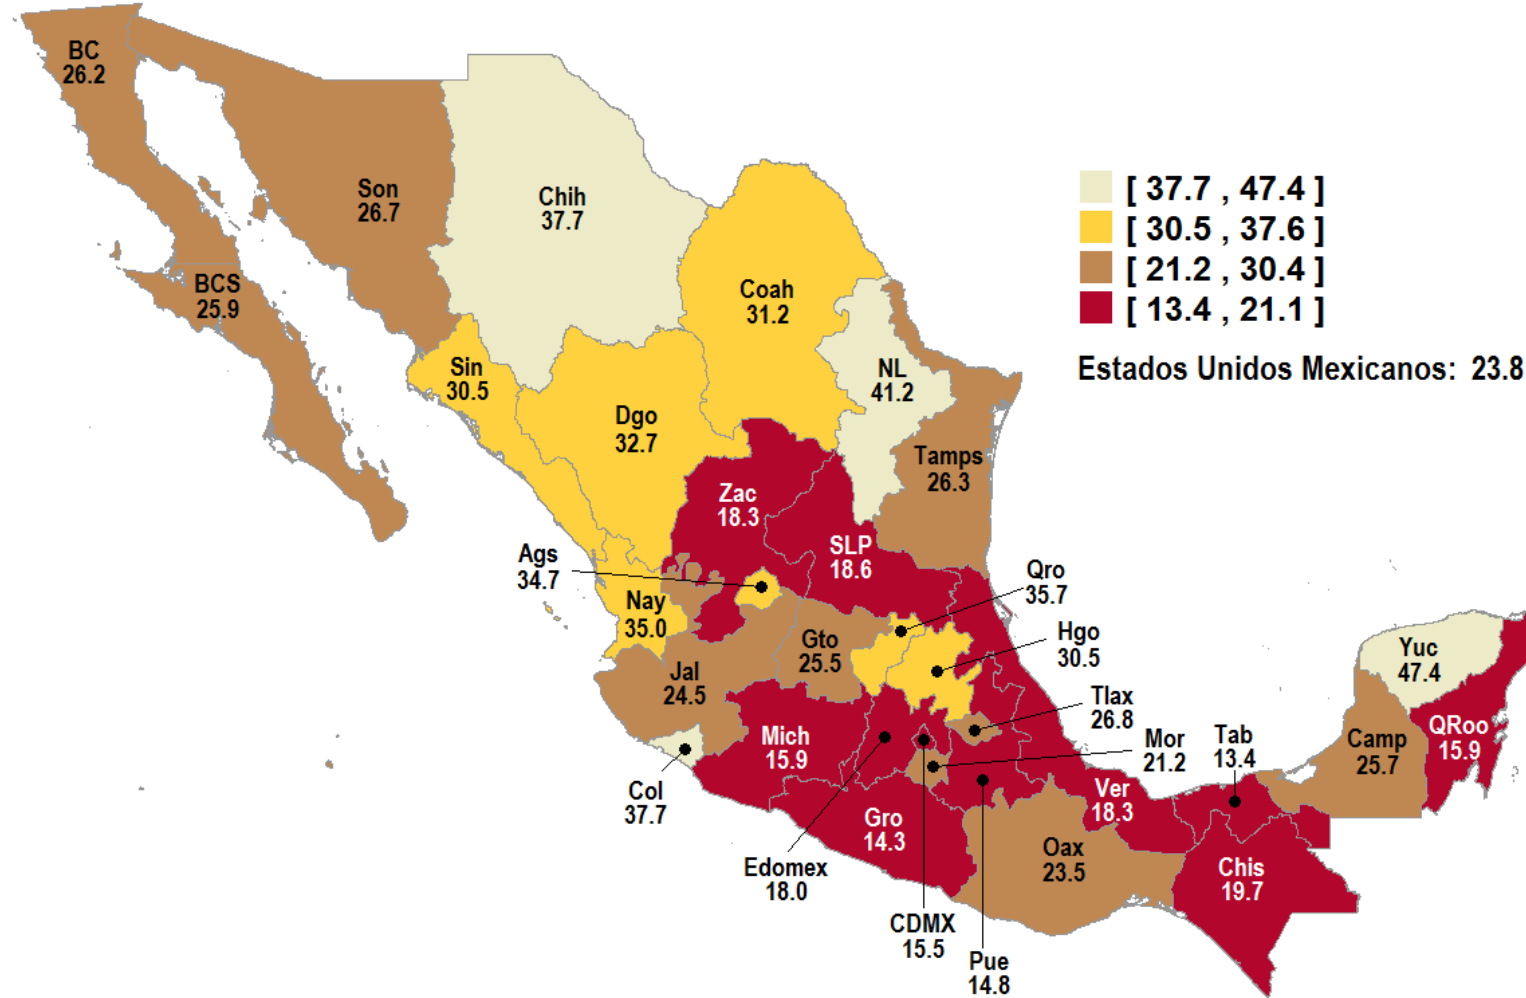 BC
26.2
Son
26.7
Chih
37.7
[ 37.7 , 47.4 ]
[ 30.5 , 37.6 ]
[ 21.2 , 30.4 ]
[ 13.4 , 21.1 ]
Estados Unidos Mexicanos: 23.8
BCS
25.9
Coah
31.2
Sin
30.5
NL
41.2
Dgo
32.7
Tamps
26.3
Zac
18.3
SLP
18.6
Ags
34.7
Qro
35.7
Nay
35.0
Gto
25.5
Hgo
30.5
Jal
24.5
Tlax
26.8
Yuc
47.4
Mich
15.9
Mor
21.2
Tab
13.4
Camp
25.7
QRoo
15.9
Col
37.7
Ver
18.3
Gro
14.3
Edomex
18.0
Oax
23.5
Chis
19.7
CDMX
15.5
Pue
14.8